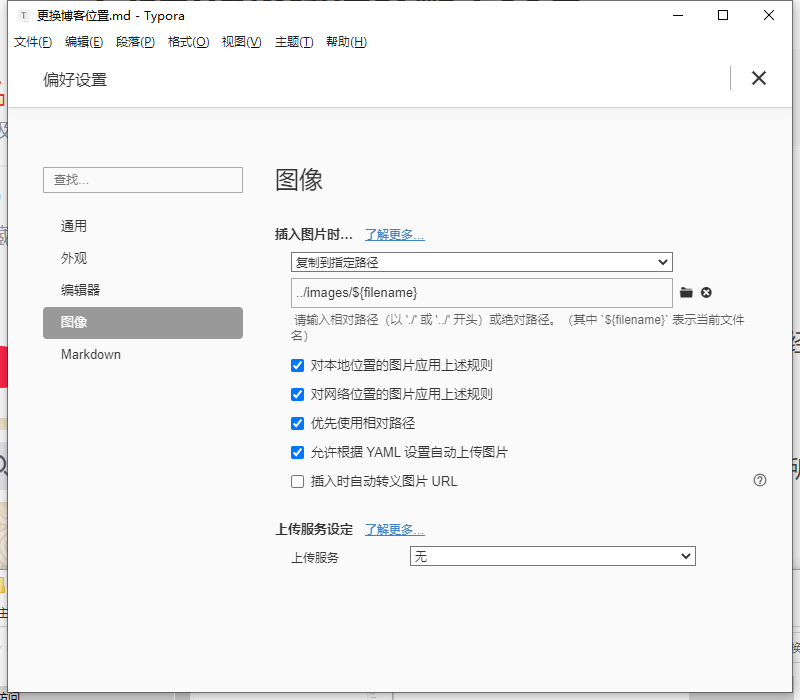 更换博客位置.md - Typora
文件(F) 编辑(E) 段落(P) 格式(O) 视图(V) 主题(T) 帮助(H)
偏好设置
查找...
通用
外观
编辑器
图像
Markdown
图像
插入图片时... 了解更多...
复制到指定路径
../images/${filename}
请输入相对路径（以 './' 或 '../' 开头）或绝对路径。（其中 `${filename}` 表示当前文件
名）
对本地位置的图片应用上述规则
对网络位置的图片应用上述规则
优先使用相对路径
允许根据 YAML 设置自动上传图片
插入时自动转义图片 URL
上传服务设定 了解更多...
上传服务 无